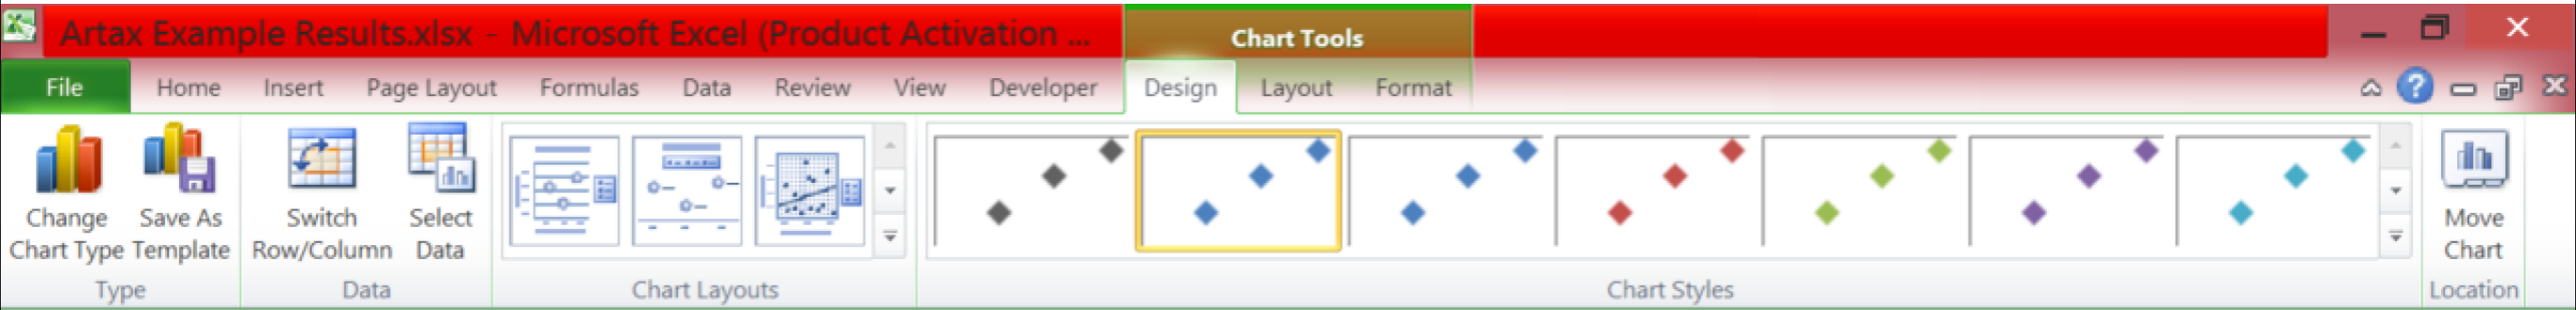 Artax Example Results.xlsx - Microsoft Excel (Product Activation ...
Chart Tools
File Home Insert Page Layout Formulas Data Review View Developer Design Layout Format
?
Change
Chart Type
Save As
Template
Switch
Row/Column
Select
Data
Move
Chart
Type
Data
Chart Layouts
Chart Styles
Location